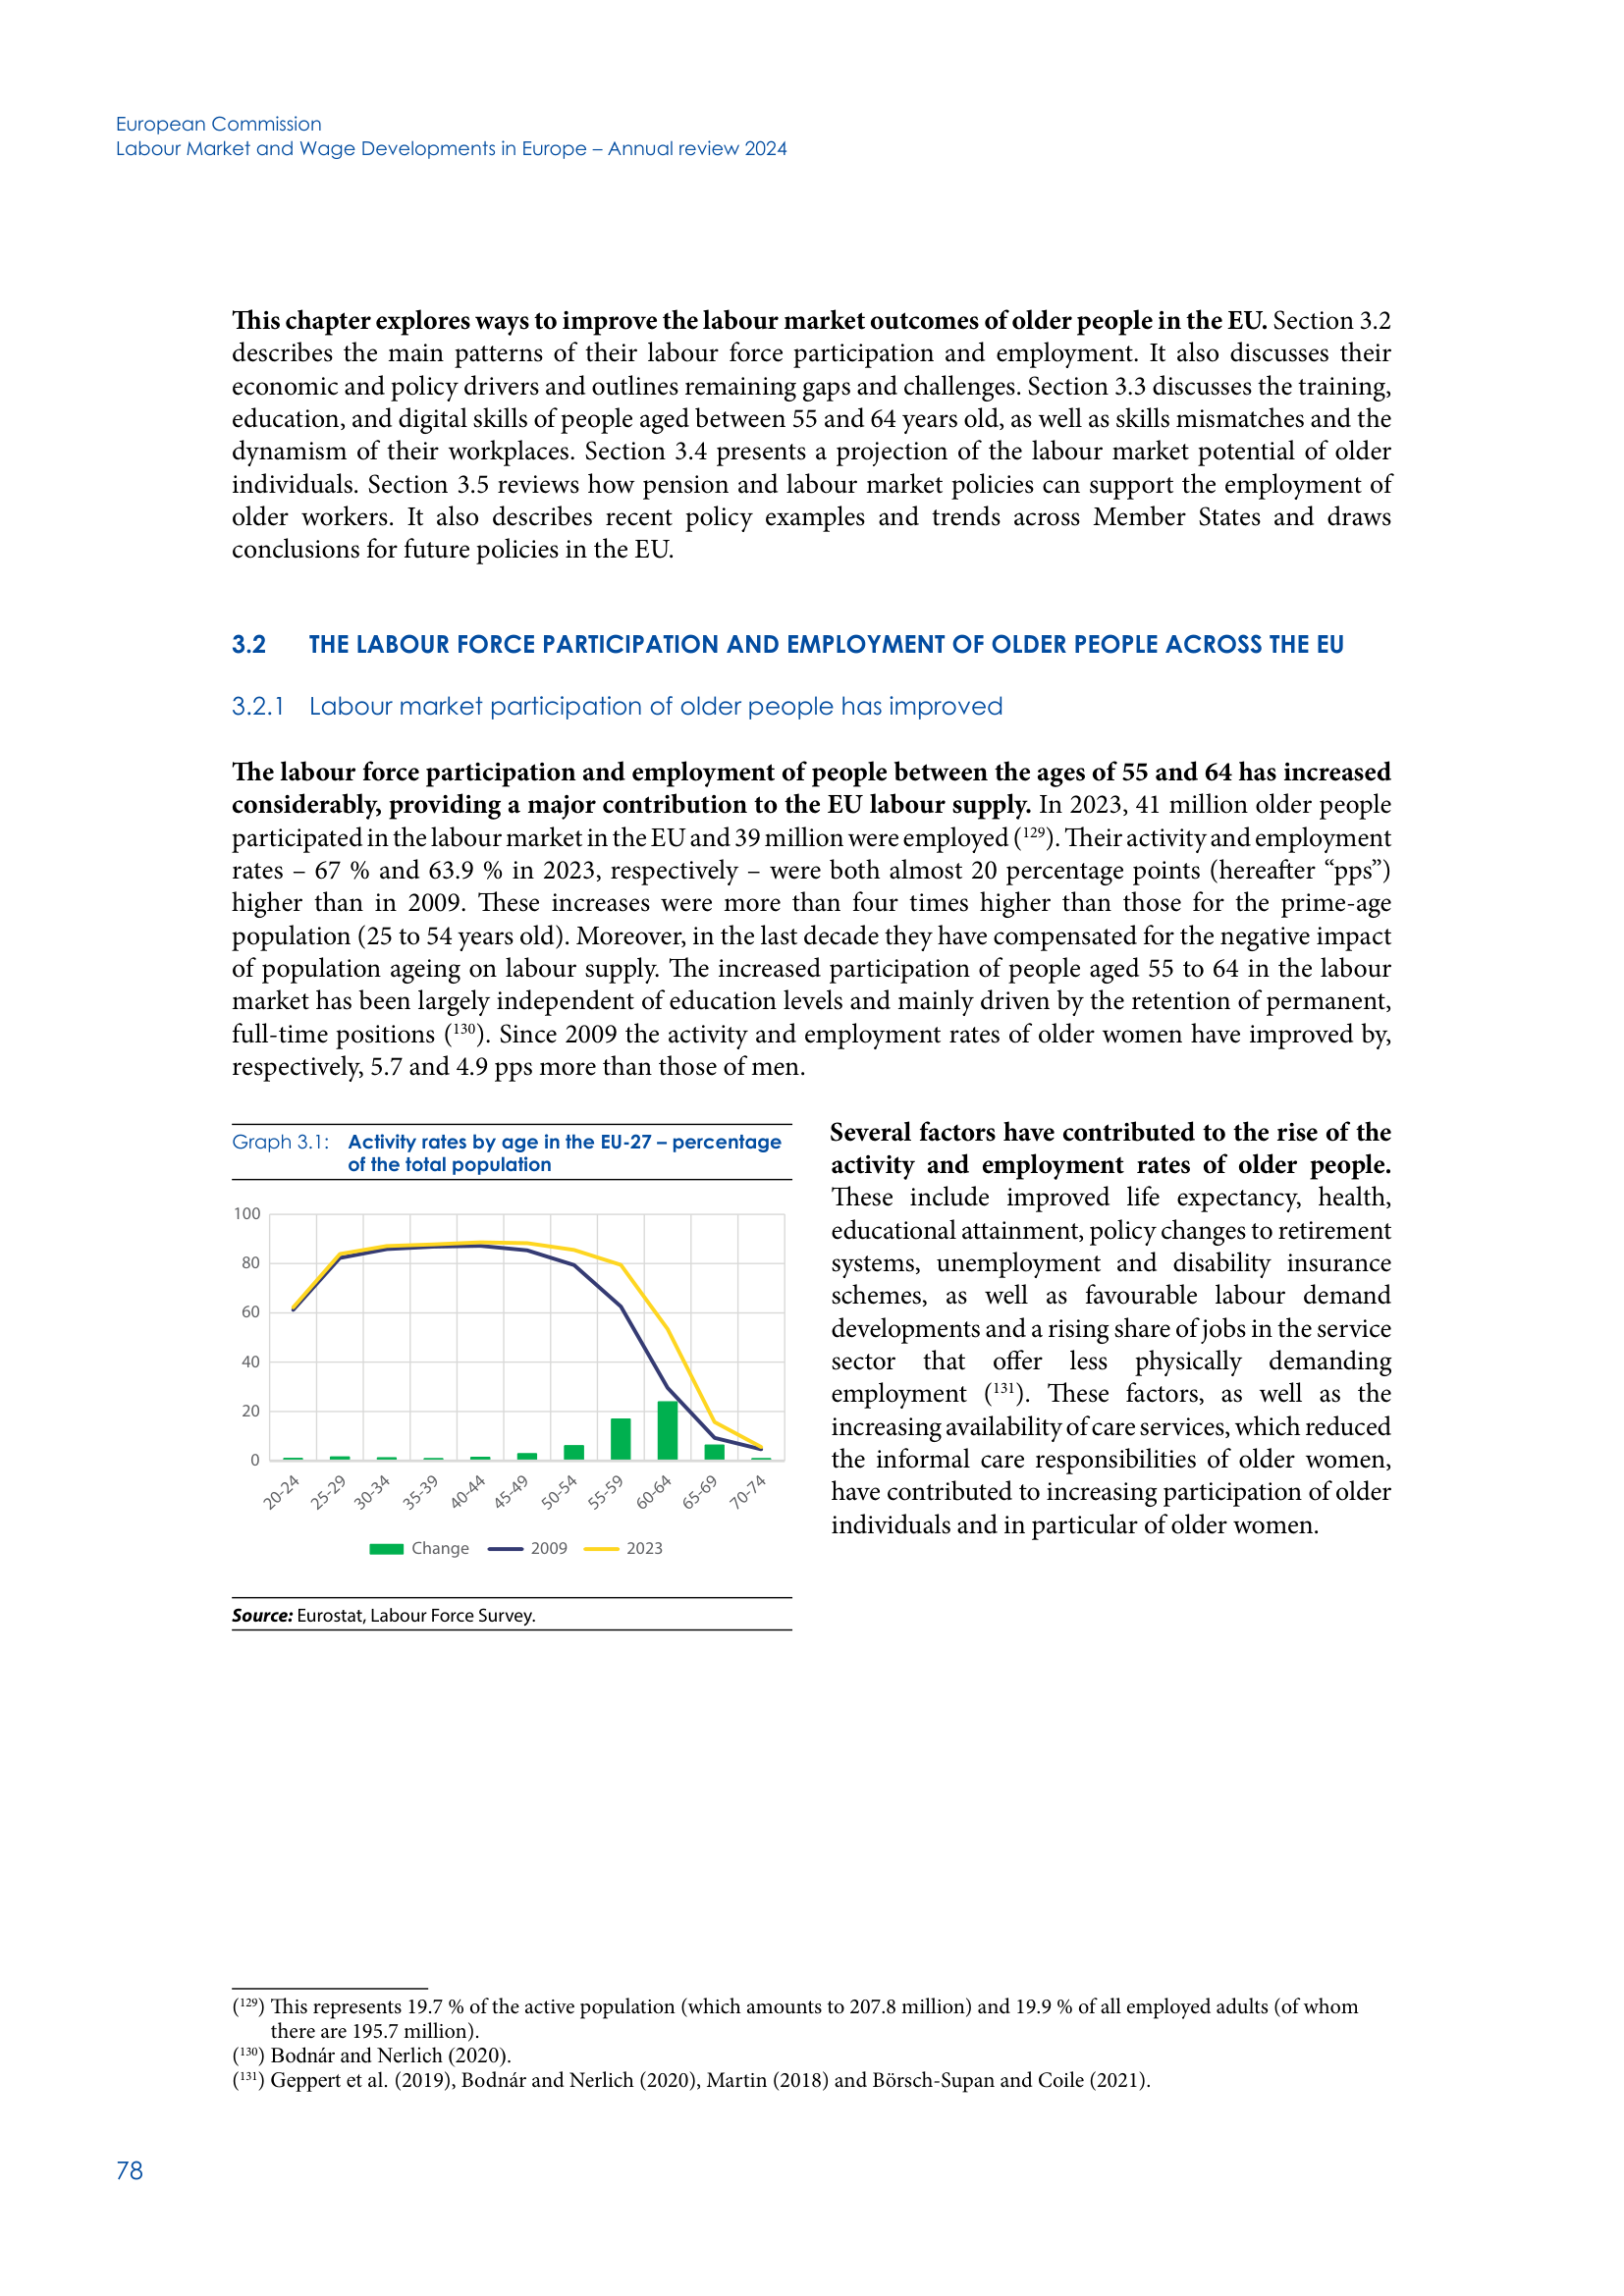 European Commission
Labour Market and Wage Developments in Europe – Annual review 2024
This chapter explores ways to improve the labour market outcomes of older people in the EU. Section 3.2
describes the main patterns of their labour force participation and employment. It also discusses their
economic and policy drivers and outlines remaining gaps and challenges. Section 3.3 discusses the training,
education, and digital skills of people aged between 55 and 64 years old, as well as skills mismatches and the
dynamism of their workplaces. Section 3.4 presents a projection of the labour market potential of older
individuals. Section 3.5 reviews how pension and labour market policies can support the employment of
older workers. It also describes recent policy examples and trends across Member States and draws
conclusions for future policies in the EU.
3.2 THE LABOUR FORCE PARTICIPATION AND EMPLOYMENT OF OLDER PEOPLE ACROSS THE EU
3.2.1 Labour market participation of older people has improved
The labour force participation and employment of people between the ages of 55 and 64 has increased
considerably, providing a major contribution to the EU labour supply. In 2023, 41 million older people
participated in the labour market in the EU and 39 million were employed (129). Their activity and employment
rates – 67 % and 63.9 % in 2023, respectively – were both almost 20 percentage points (hereafter “pps”)
higher than in 2009. These increases were more than four times higher than those for the prime-age
population (25 to 54 years old). Moreover, in the last decade they have compensated for the negative impact
of population ageing on labour supply. The increased participation of people aged 55 to 64 in the labour
market has been largely independent of education levels and mainly driven by the retention of permanent,
full-time positions (130). Since 2009 the activity and employment rates of older women have improved by,
respectively, 5.7 and 4.9 pps more than those of men.
Graph 3.1: Activity rates by age in the EU-27 – percentage
of the total population
100
80
60
40
20
0
20-24 25-29 30-34 35-39 40-44 45-49 50-54 55-59 60-64 65-69 70-74
Change 2009 2023
Source: Eurostat, Labour Force Survey.
Several factors have contributed to the rise of the
activity and employment rates of older people.
These include improved life expectancy, health,
educational attainment, policy changes to retirement
systems, unemployment and disability insurance
schemes, as well as favourable labour demand
developments and a rising share of jobs in the service
sector that offer less physically demanding
employment (131). These factors, as well as the
increasing availability of care services, which reduced
the informal care responsibilities of older women,
have contributed to increasing participation of older
individuals and in particular of older women.
(129) This represents 19.7 % of the active population (which amounts to 207.8 million) and 19.9 % of all employed adults (of whom
there are 195.7 million).
(130) Bodnár and Nerlich (2020).
(131) Geppert et al. (2019), Bodnár and Nerlich (2020), Martin (2018) and Börsch-Supan and Coile (2021).
78